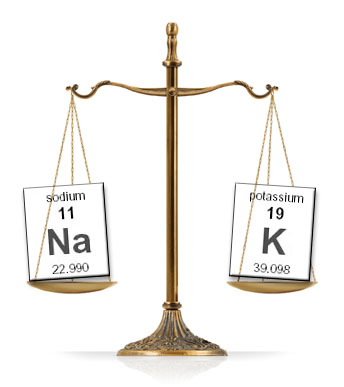 sodium
11
Na
22.990
potassium
19
K
39.098